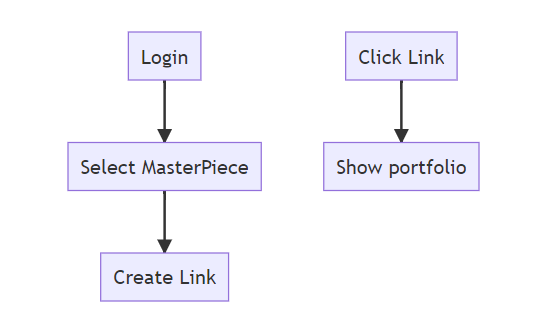 Login
Click Link
Select MasterPiece
Show portfolio
Create Link